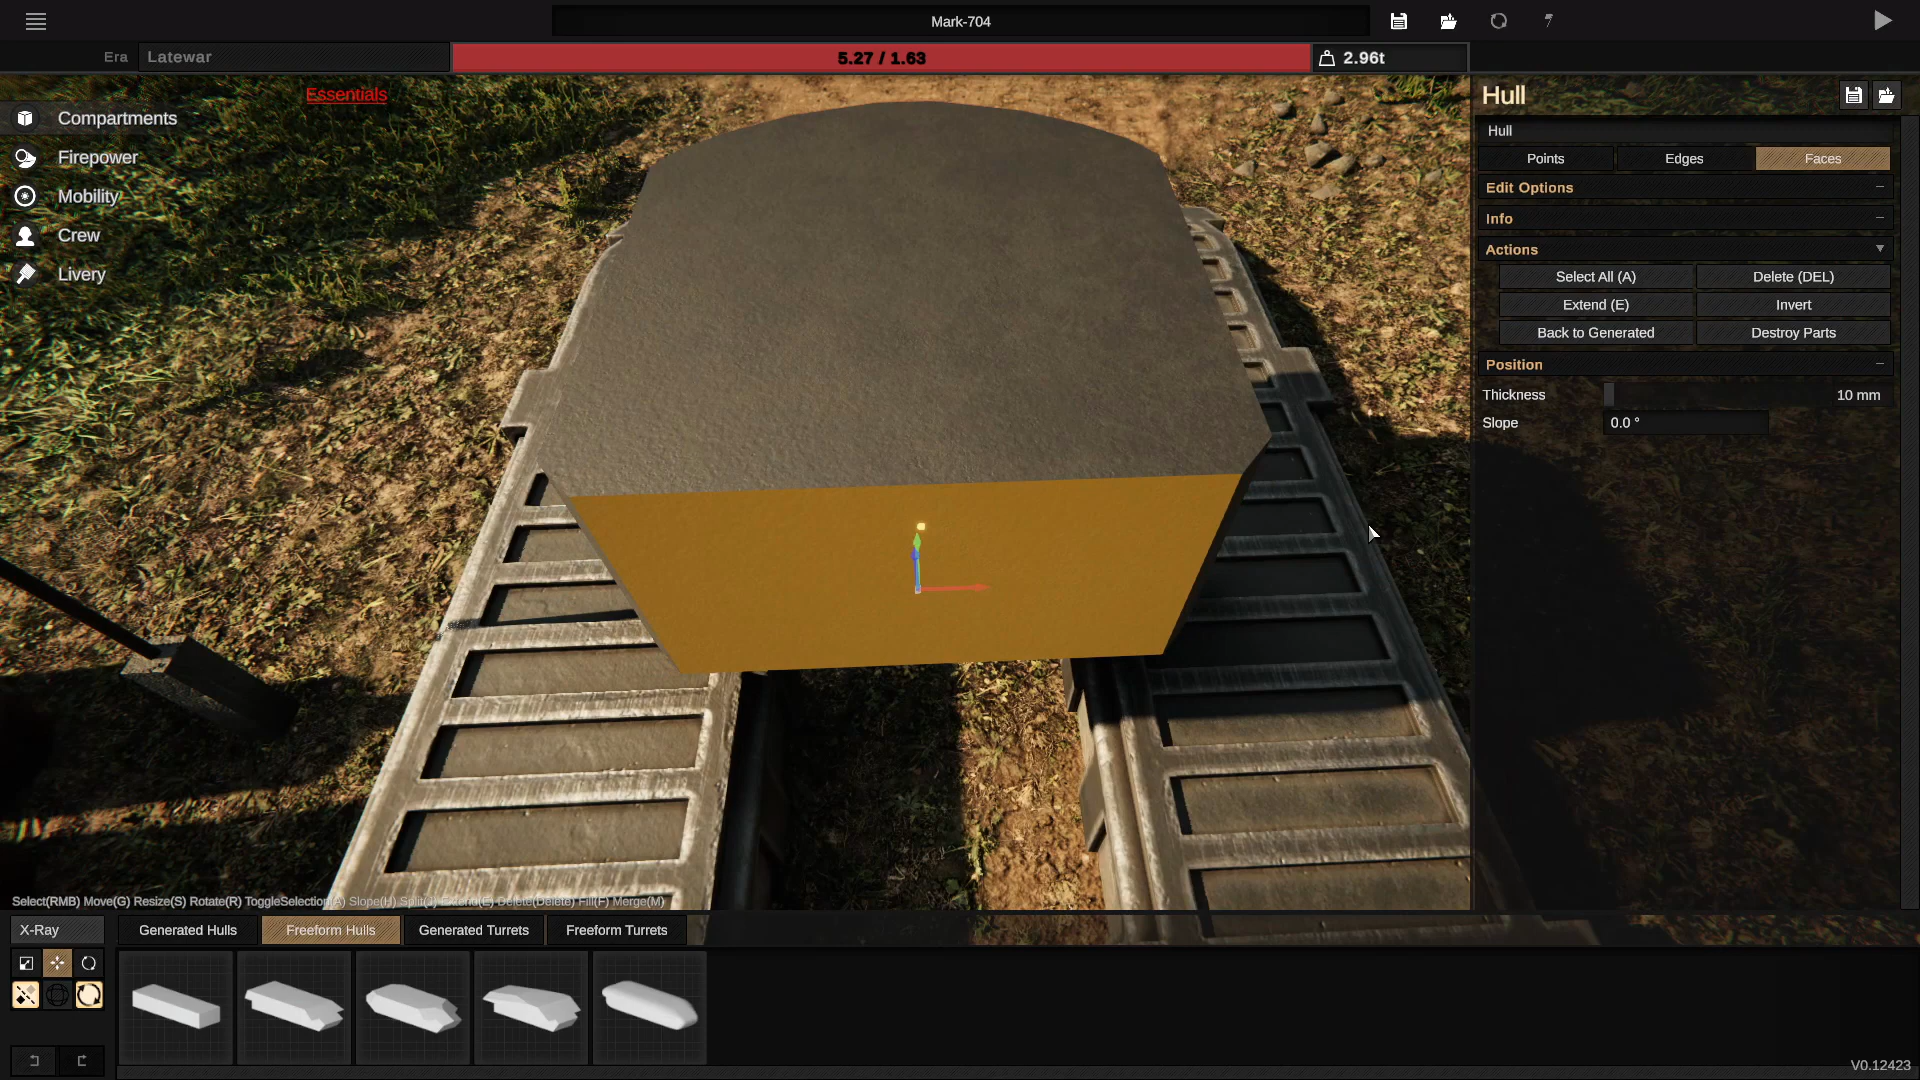 Mark-704
Era
Latewar
5.27 / 1.63
2.96t
Essentials
Compartments
Firepower
Mobility
Crew
Livery
Hull
Hull
Points
Edges
Faces
Edit Options
Info
Actions
Select All (A)
Delete (DEL)
Extend (E)
Invert
Back to Generated
Destroy Parts
Position
Thickness
10 mm
Slope
0.0 °
Select(RMB) Move(G) Resize(S) Rotate(R) ToggleSelection(A) Slope(H) Split(J) Extend(E) Delete(Delete) Fill(F) Merge(M)
X-Ray
Generated Hulls
Freeform Hulls
Generated Turrets
Freeform Turrets
V0.12423